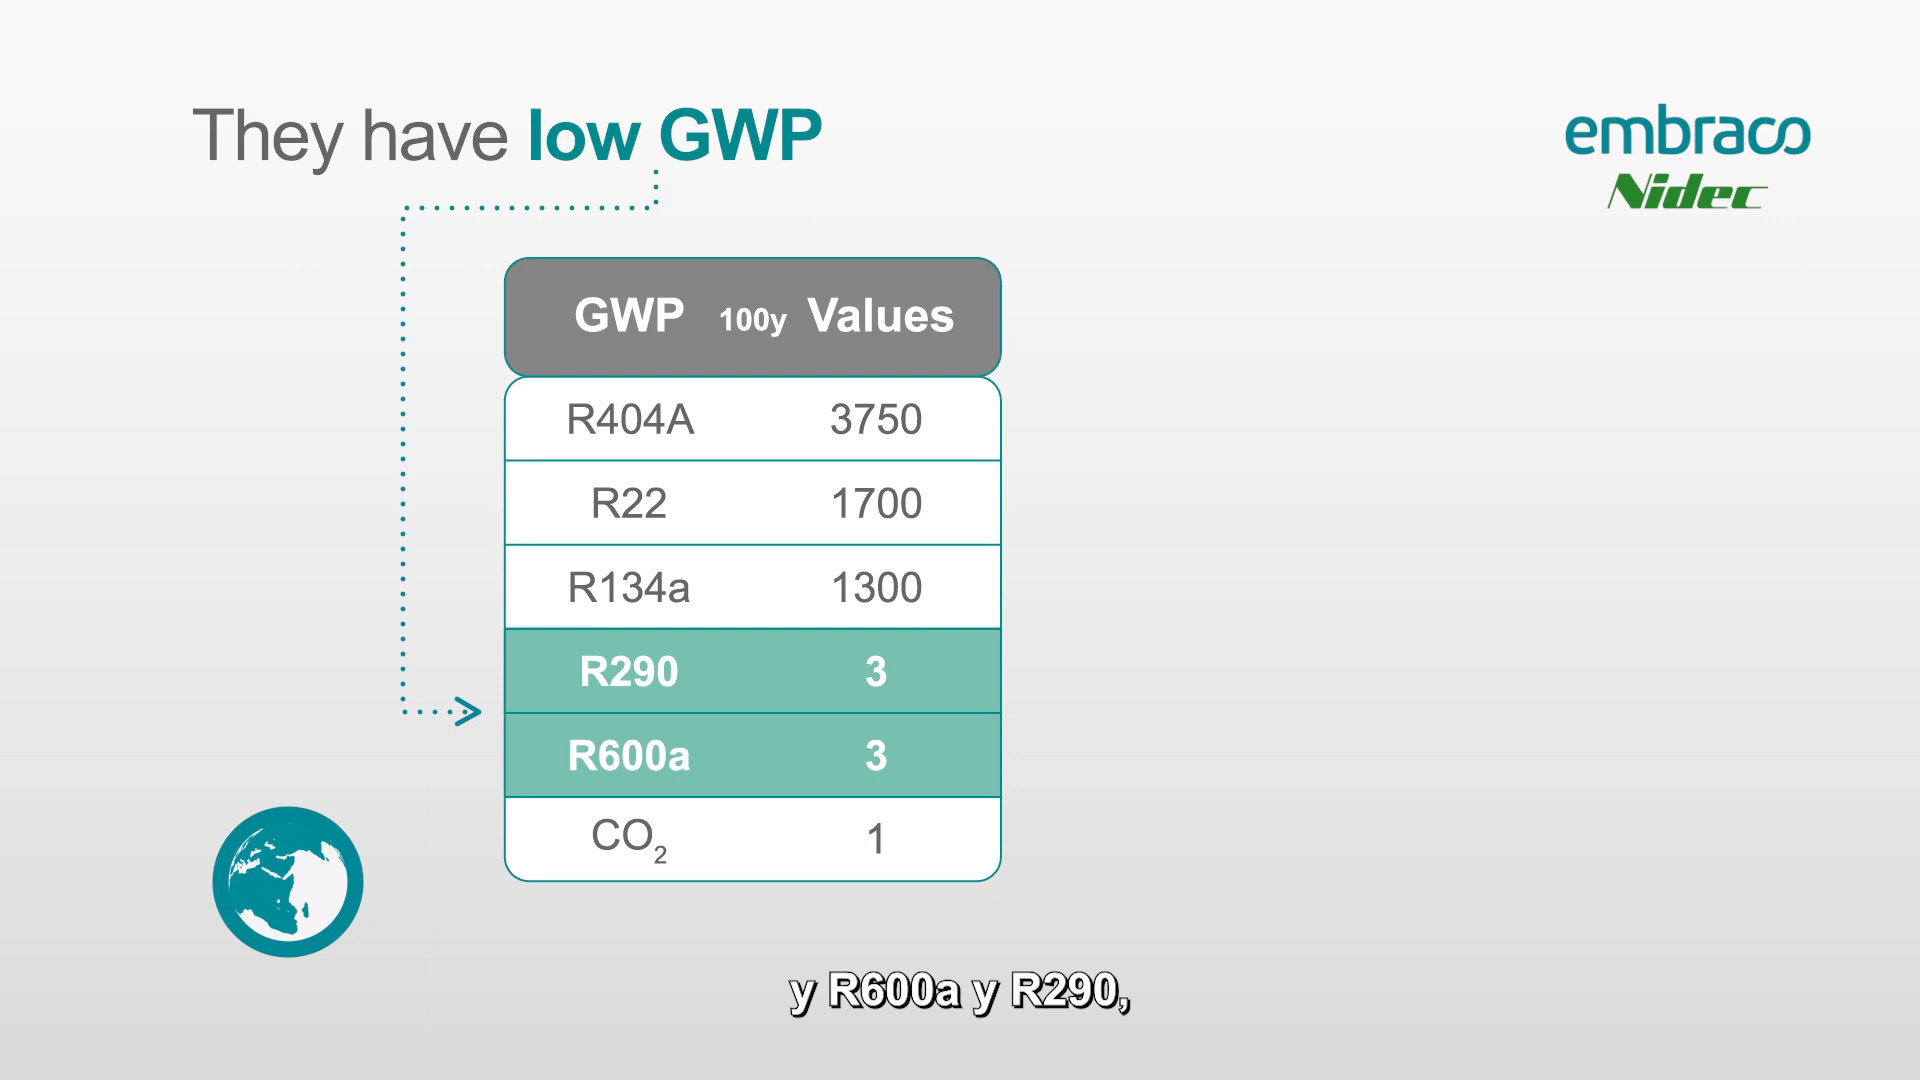 They have low GWP
embraco
Nidec
GWP 100y Values
R404A 3750
R22 1700
R134a 1300
R290 3
R600a 3
CO₂ 1
y R600a y R290,